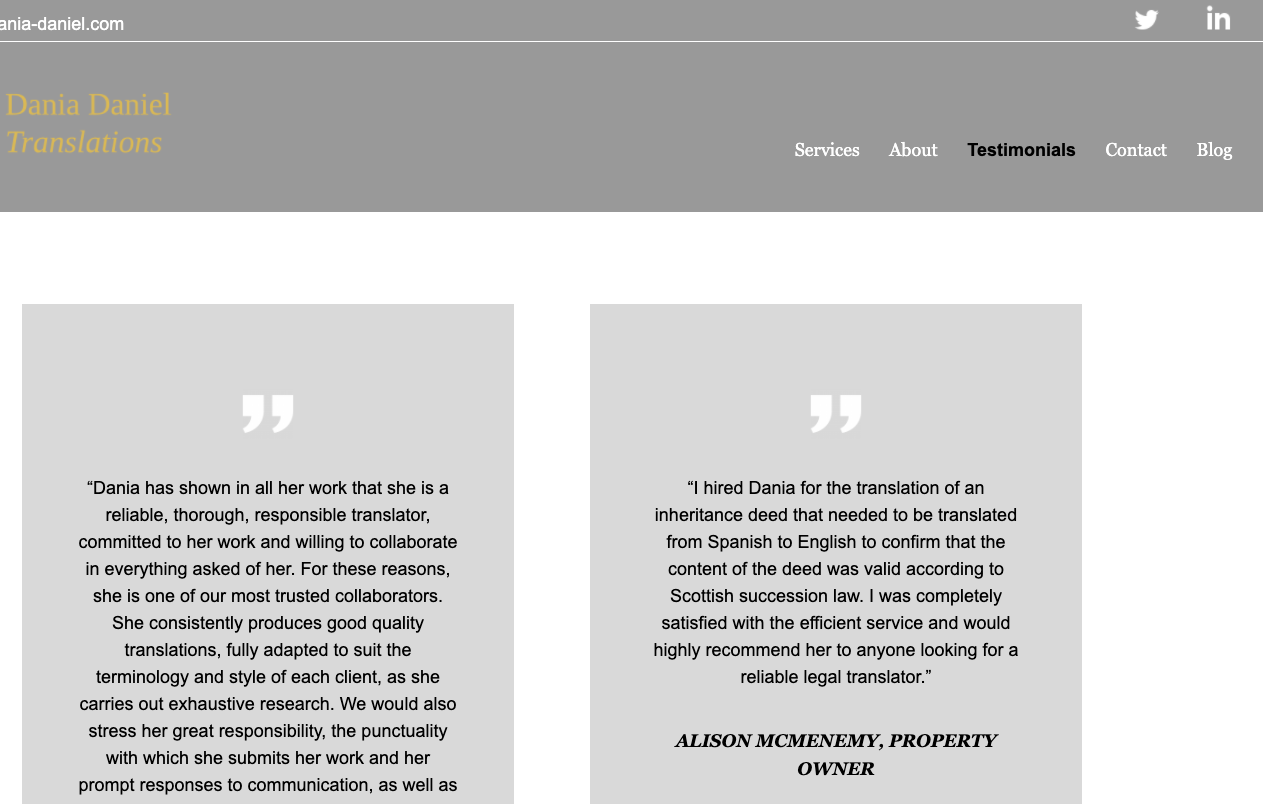 ania-daniel.com
Dania Daniel
Translations
Services About Testimonials Contact Blog
“Dania has shown in all her work that she is a
reliable, thorough, responsible translator,
committed to her work and willing to collaborate
in everything asked of her. For these reasons,
she is one of our most trusted collaborators.
She consistently produces good quality
translations, fully adapted to suit the
terminology and style of each client, as she
carries out exhaustive research. We would also
stress her great responsibility, the punctuality
with which she submits her work and her
prompt responses to communication, as well as
“I hired Dania for the translation of an
inheritance deed that needed to be translated
from Spanish to English to confirm that the
content of the deed was valid according to
Scottish succession law. I was completely
satisfied with the efficient service and would
highly recommend her to anyone looking for a
reliable legal translator.”
ALISON MCMENEMY, PROPERTY
OWNER